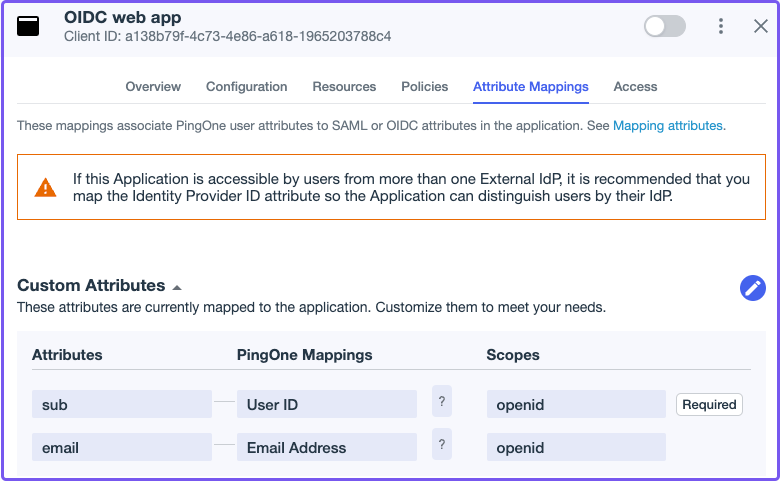 OIDC web app
Client ID: a138b79f-4c73-4e86-a618-1965203788c4
Overview Configuration Resources Policies Attribute Mappings Access
These mappings associate PingOne user attributes to SAML or OIDC attributes in the application. See Mapping attributes.
If this Application is accessible by users from more than one External IdP, it is recommended that you
map the Identity Provider ID attribute so the Application can distinguish users by their IdP.
Custom Attributes
These attributes are currently mapped to the application. Customize them to meet your needs.
Attributes PingOne Mappings Scopes
sub User ID ? openid Required
email Email Address ? openid